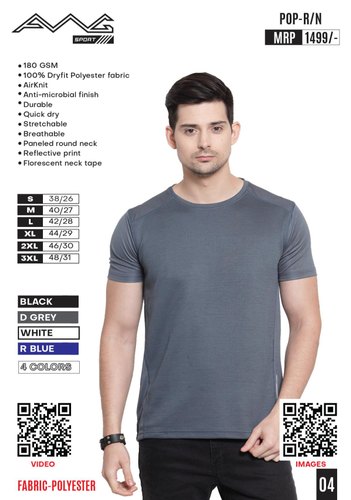 AWG
SPORT
POP-R/N
MRP 1499/-
180 GSM
100% Dryfit Polyester fabric
AirKnit
Anti-microbial finish
Durable
Quick dry
Stretchable
Breathable
Paneled round neck
Reflective print
Florescent neck tape
S 38/26
M 40/27
L 42/28
XL 44/29
2XL 46/30
3XL 48/31
BLACK
D GREY
WHITE
R BLUE
4 COLORS
VIDEO
IMAGES
FABRIC-POLYESTER
04